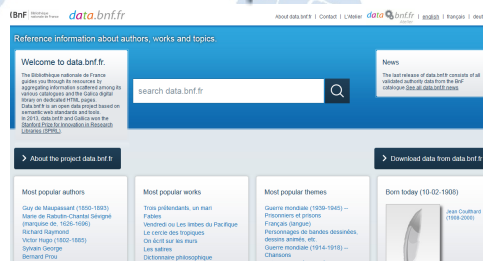 {BnF Bibliothèque nationale de France data.bnf.fr About data.bnf.fr | Contact | L'Atelier data bnf.fr | english | français | deut
Atelier
Reference information about authors, works and topics.
Welcome to data.bnf.fr.
The Bibliothèque nationale de France
guides you through its resources by
aggregating information scattered among its
various catalogues and the Gallica digital
library on dedicated HTML pages.
Data.bnf.fr is an open data project based on
semantic web standards and tools.
In 2013, data.bnf.fr and Gallica won the
Stanford Prize for Innovation in Research
Libraries (SPIRL).
search data.bnf.fr
News
The last release of data.bnf.fr consists of all
validated authority data from the BnF
catalogue See all data.bnf.fr news
> About the project data.bnf.fr
> Download data from data.bnf.fr
Most popular authors
Guy de Maupassant (1850-1893)
Marie de Rabutin-Chantal Sévigné
(marquise de, 1626-1696)
Richard Raymond
Victor Hugo (1802-1885)
Sylvain George
Bernard Prou
Most popular works
Trois prétendants, un mari
Fables
Vendredi ou Les limbes du Pacifique
Le cercle des tropiques
On écrit sur les murs
Les satires
Dictionnaire philosophique
Most popular themes
Guerre mondiale (1939-1945) --
Prisonniers et prisons
Français (langue)
Personnages de bandes dessinées,
dessins animés, etc.
Guerre mondiale (1914-1918) --
Chansons
Born today (10-02-1908)
Jean Coulthard
(1908-2000)